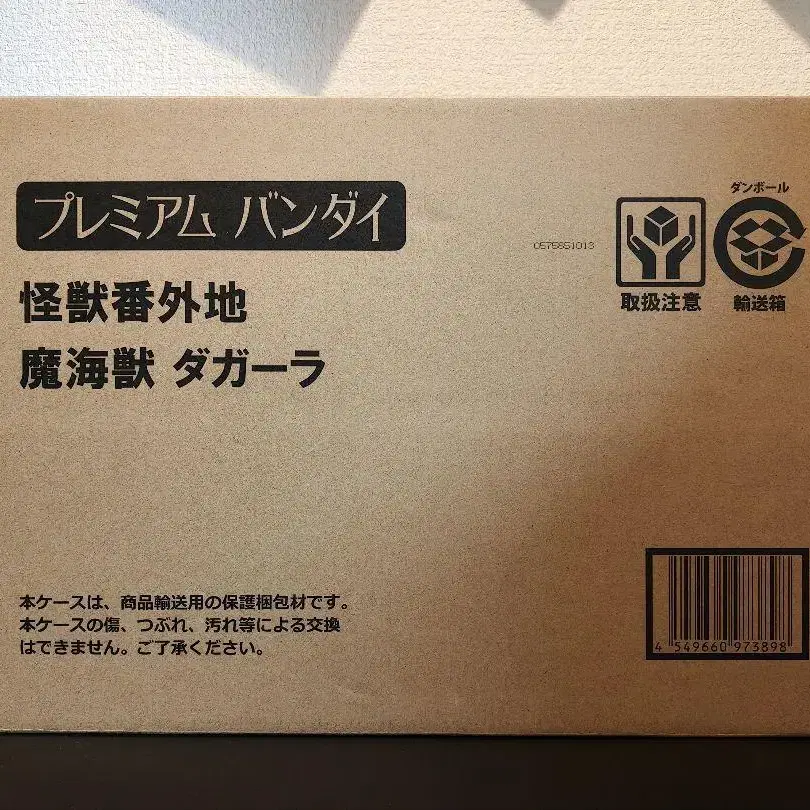 プレミアム バンダイ
怪獣番外地
魔海獣 ダガーラ
0575651013
取扱注意
ダンボール
輸送箱
本ケースは、商品輸送用の保護梱包材です。
本ケースの傷、つぶれ、汚れ等による交換
はできません。ご了承ください。
4 549660 973898